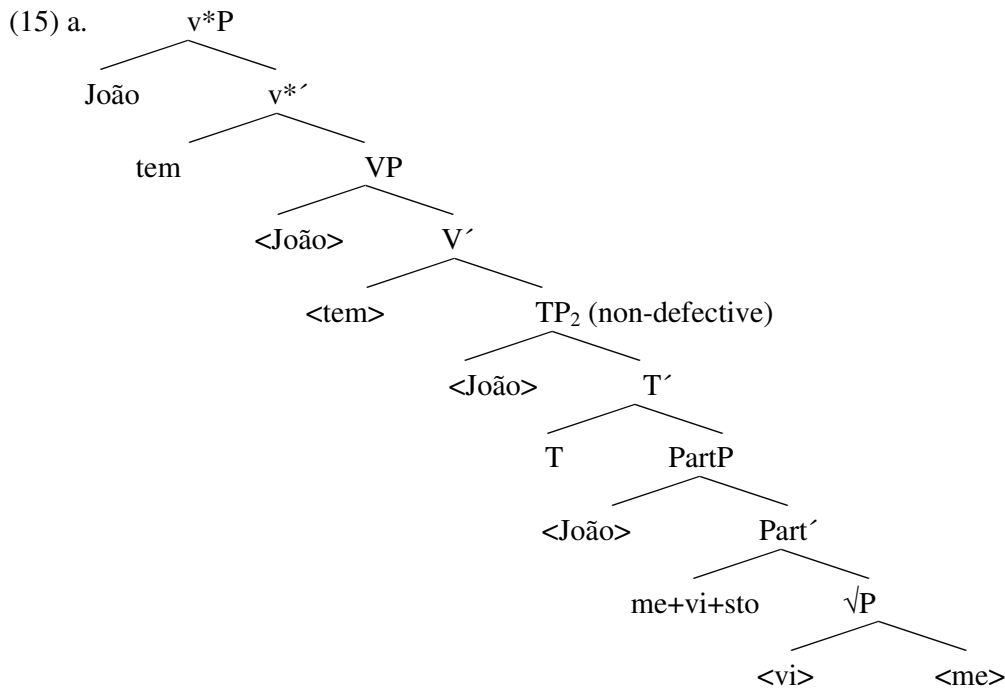 (15) a. v*P
João v*´
tem VP
<João> V´
<tem> TP₂ (non-defective)
<João> T´
T PartP
<João> Part´
me+vi+sto √P
<vi> <me>